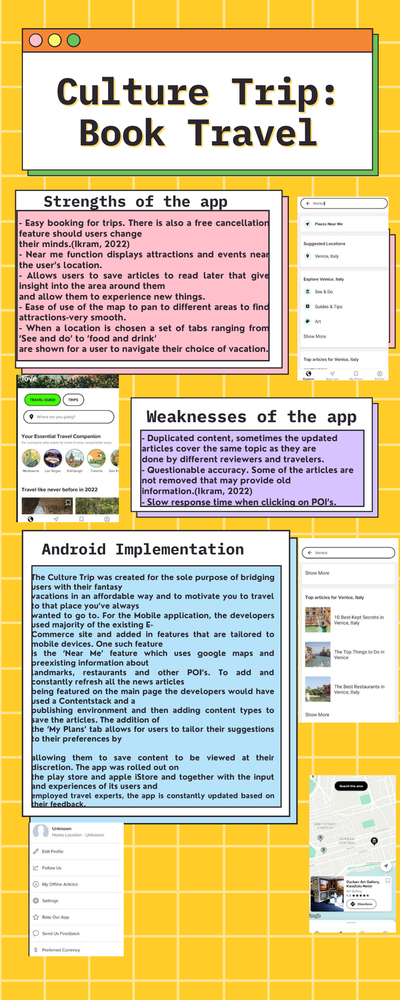 Culture Trip:
Book Travel
Strengths of the app
- Easy booking for trips. There is also a free cancellation
feature should users change
their minds.(Ikram, 2022)
- Near me function displays attractions and events near
the user's location.
- Allows users to save articles to read later that give
insight into the area around them
and allow them to experience new things.
- Ease of use of the map to pan to different areas to find
attractions-very smooth.
- When a location is chosen a set of tabs ranging from
‘See and do’ to ‘food and drink’
are shown for a user to navigate their choice of vacation.
Venice
Places Near Me
Suggested Locations
Venice, Italy
Explore Venice, Italy
See & Do
Guides & Tips
Art
Show More
Top articles for Venice, Italy
Explore
Near me
My Plans
Profile
love
TRAVEL GUIDE
TRIPS
Where are you going?
Your Essential Travel Companion
For everyone who wants to travel in new, responsible ways
LAS VEGAS
Melbourne
Las Vegas
Edinburgh
Toronto
San Fr
Travel like never before in 2022
Weaknesses of the app
- Duplicated content, sometimes the updated
articles cover the same topic as they are
done by different reviewers and travelers.
- Questionable accuracy. Some of the articles are
not removed that may provide old
information.(Ikram, 2022)
- Slow response time when clicking on POI's.
Android Implementation
The Culture Trip was created for the sole purpose of bridging
users with their fantasy
vacations in an affordable way and to motivate you to travel
to that place you've always
wanted to go to. For the Mobile application, the developers
used majority of the existing E-
Commerce site and added in features that are tailored to
mobile devices. One such feature
is the ‘Near Me’ feature which uses google maps and
preexisting information about
landmarks, restaurants and other POI's. To add and
constantly refresh all the news articles
being featured on the main page the developers would have
used a Contentstack and a
publishing environment and then adding content types to
save the articles. The addition of
the ‘My Plans’ tab allows for users to tailor their suggestions
to their preferences by
allowing them to save content to be viewed at their
discretion. The app was rolled out on
the play store and apple iStore and together with the input
and experiences of its users and
employed travel experts, the app is constantly updated based on
their feedback.
Venice
Show More
Top articles for Venice, Italy
10 Best-Kept Secrets in
Venice, Italy
The Top Things to Do in
Venice
The Best Restaurants in
Venice, Italy
Show More
Unknown
Home Location - Unknown
Edit Profile
Follow Us
My Offline Articles
Settings
Rate Our App
Send Us Feedback
$ Preferred Currency
Search this area
GREY STREET
COMPLEX
DURBAN
CENTRAL
West St
South St
Durban Art Gallery,
KwaZulu-Natal
Art Gallery
4.3
Directions
Google